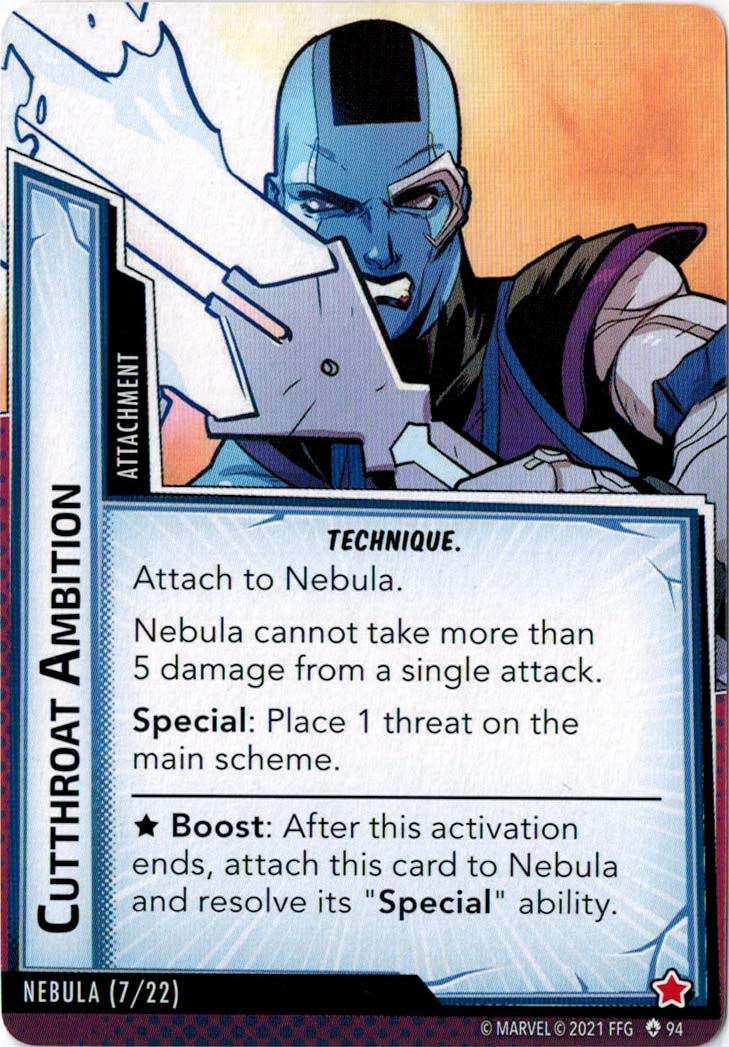 ATTACHMENT
CUTTHROAT AMBITION
TECHNIQUE.
Attach to Nebula.
Nebula cannot take more than
5 damage from a single attack.
Special: Place 1 threat on the
main scheme.
★ Boost: After this activation
ends, attach this card to Nebula
and resolve its "Special" ability.
NEBULA (7/22)
© MARVEL © 2021 FFG 94